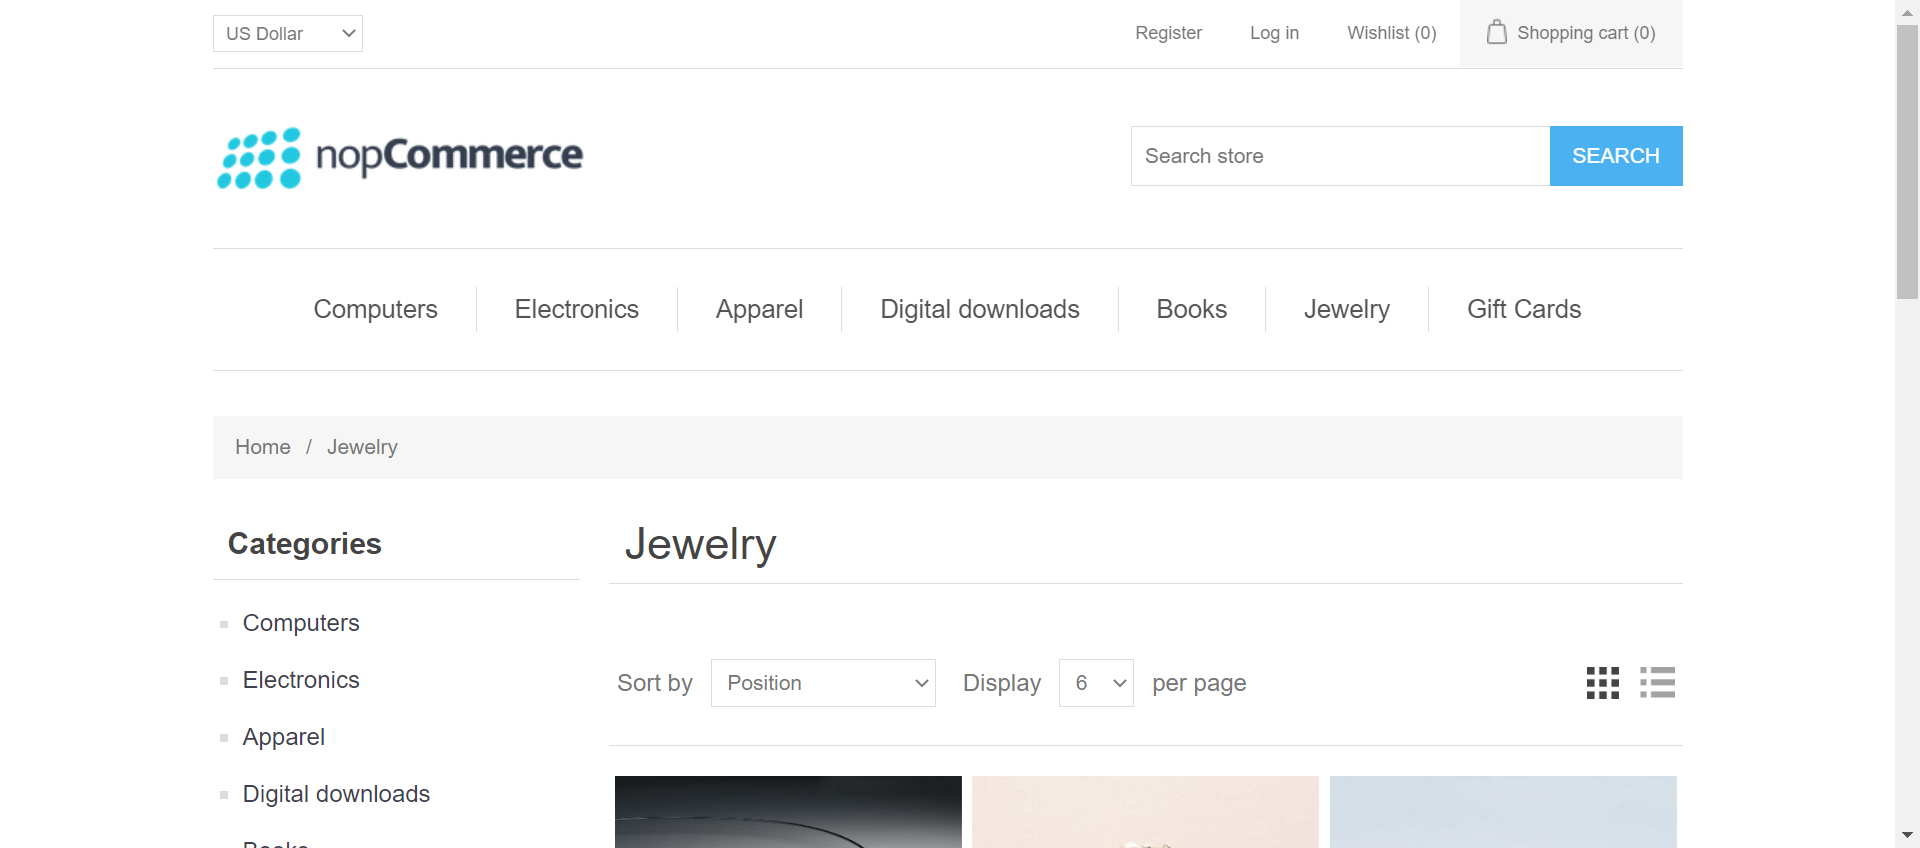 US Dollar
Register
Log in
Wishlist (0)
Shopping cart (0)
nopCommerce
Search store
SEARCH
Computers
Electronics
Apparel
Digital downloads
Books
Jewelry
Gift Cards
Home / Jewelry
Categories
Computers
Electronics
Apparel
Digital downloads
Books
Jewelry
Sort by
Position
Display
6
per page